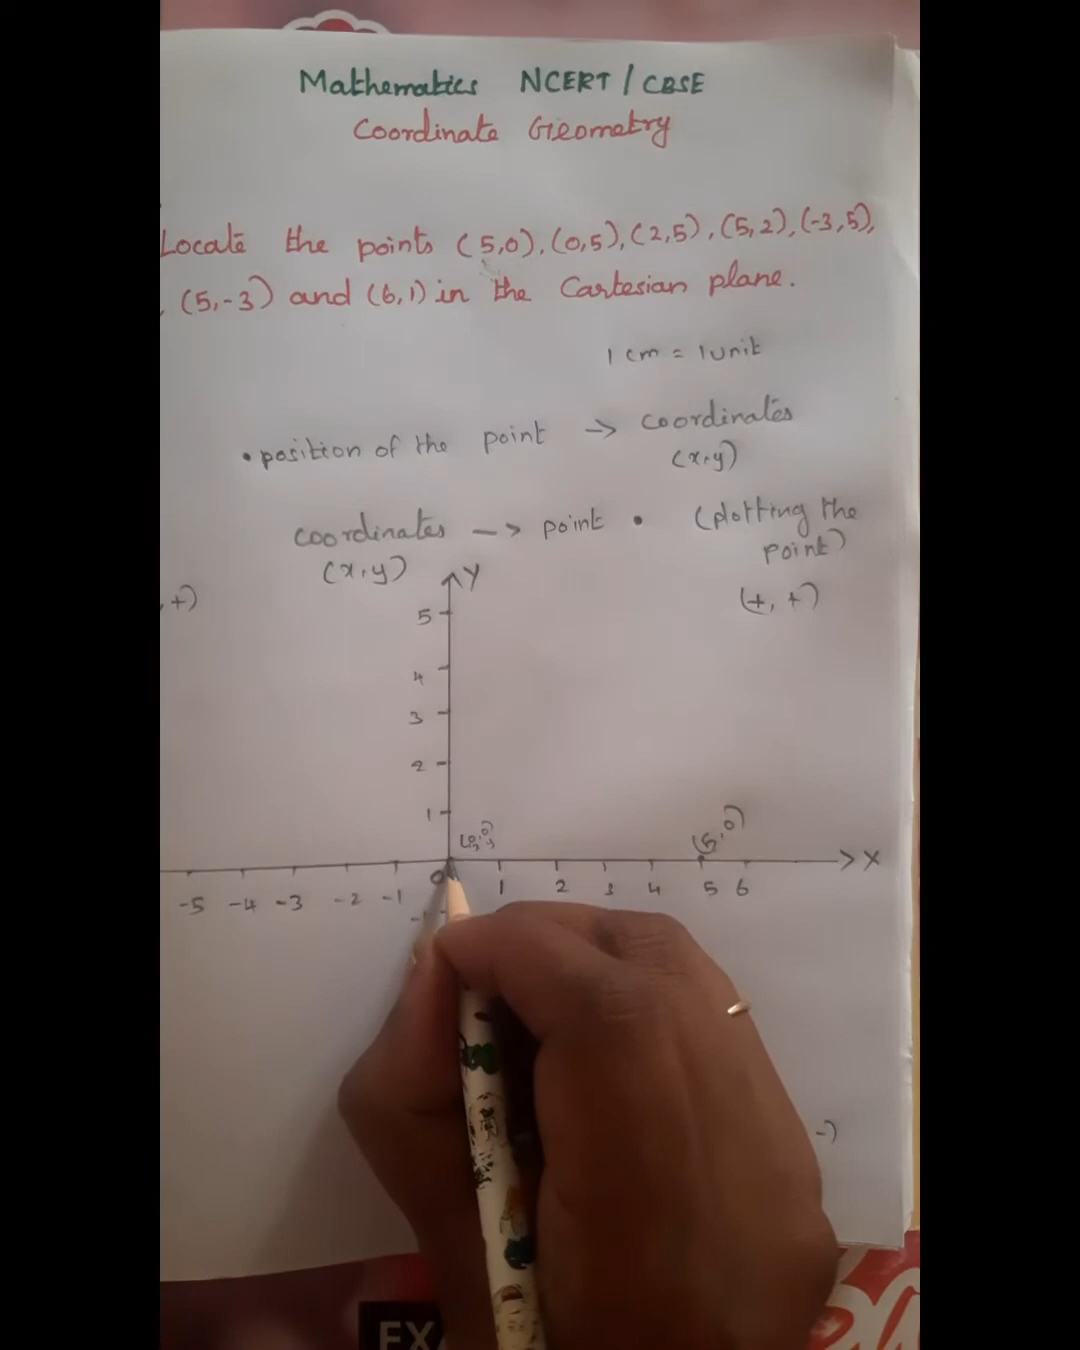 Mathematics NCERT / CBSE
Coordinate Geometry
Locate the points (5,0), (0,5), (2,5), (5,2), (-3,5),
(5,-3) and (6,1) in the Cartesian plane.
1 cm = 1 unit
• position of the point -> coordinates
(x,y)
coordinates -> point • (plotting the
point)
(x,y)
Y
, +)
(+, +)
5
4
3
2
1
(0,0)
(5,0)
X
-5 -4 -3 -2 -1 0 1 2 3 4 5 6
-1
-)
EX